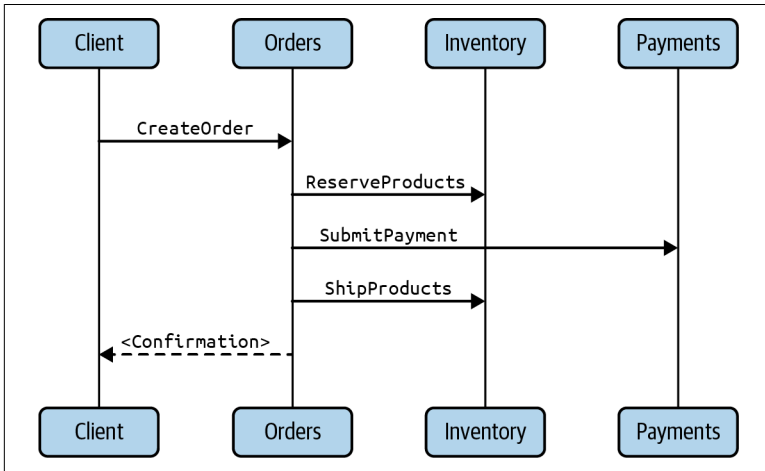 Client Orders Inventory Payments
CreateOrder
ReserveProducts
SubmitPayment
ShipProducts
<Confirmation>
Client Orders Inventory Payments